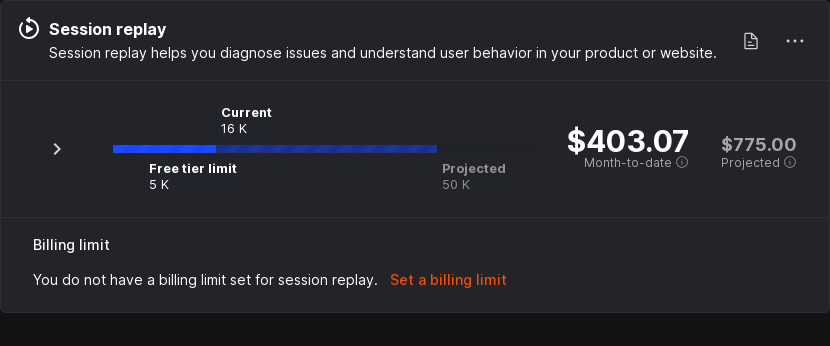 Session replay
Session replay helps you diagnose issues and understand user behavior in your product or website.
Current
16 K
Free tier limit
5 K
Projected
50 K
$403.07
Month-to-date
$775.00
Projected
Billing limit
You do not have a billing limit set for session replay. Set a billing limit